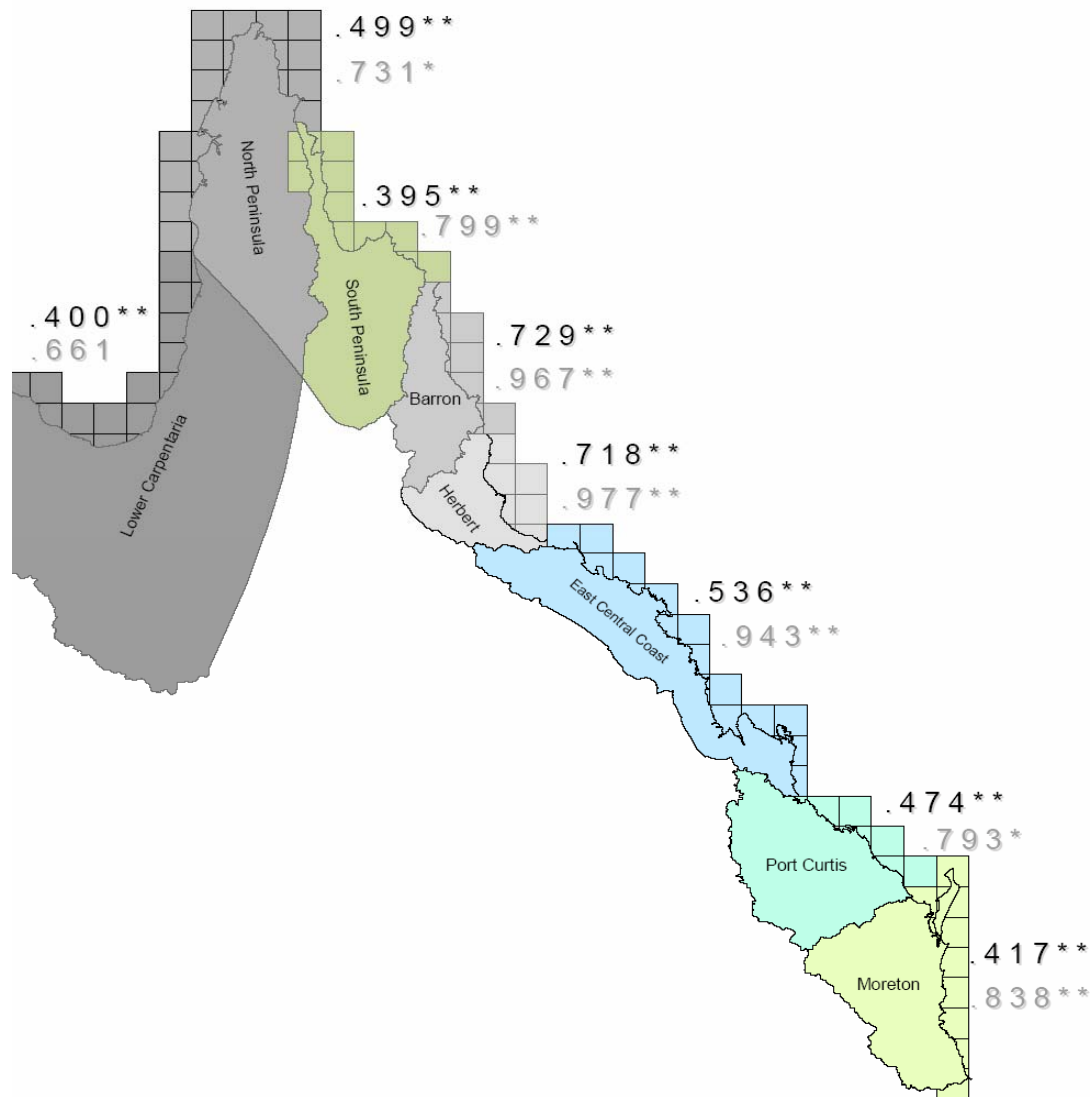 .499**
.731*
North Peninsula
.395**
.799**
South Peninsula
.400**
.661
.729**
.967**
Barron
Lower Carpentaria
.718**
.977**
Herbert
East Central Coast
.536**
.943**
.474**
.793*
Port Curtis
.417**
.838**
Moreton